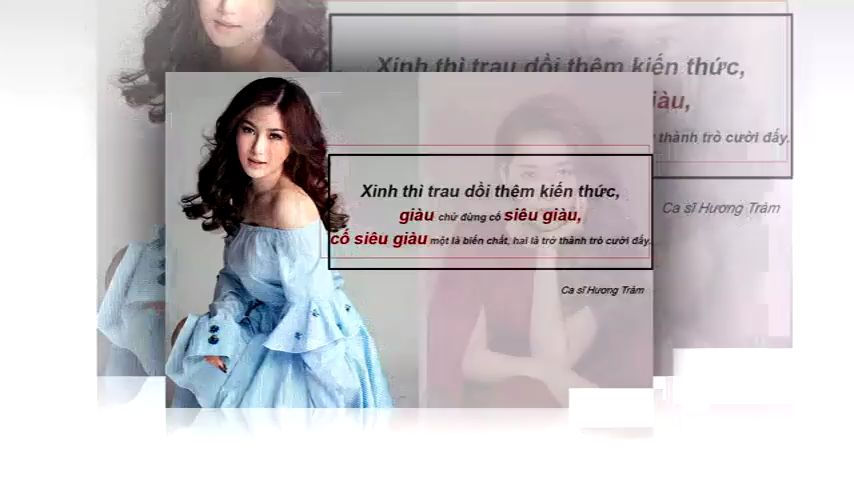 Xinh thì trau dồi thêm kiến thức,
giàu,
thành trò cười đấy.
Ca sĩ Hương Tràm
Xinh thì trau dồi thêm kiến thức,
giàu chứ đừng cố siêu giàu,
cố siêu giàu một là biến chất, hai là trở thành trò cười đấy.
Ca sĩ Hương Tràm